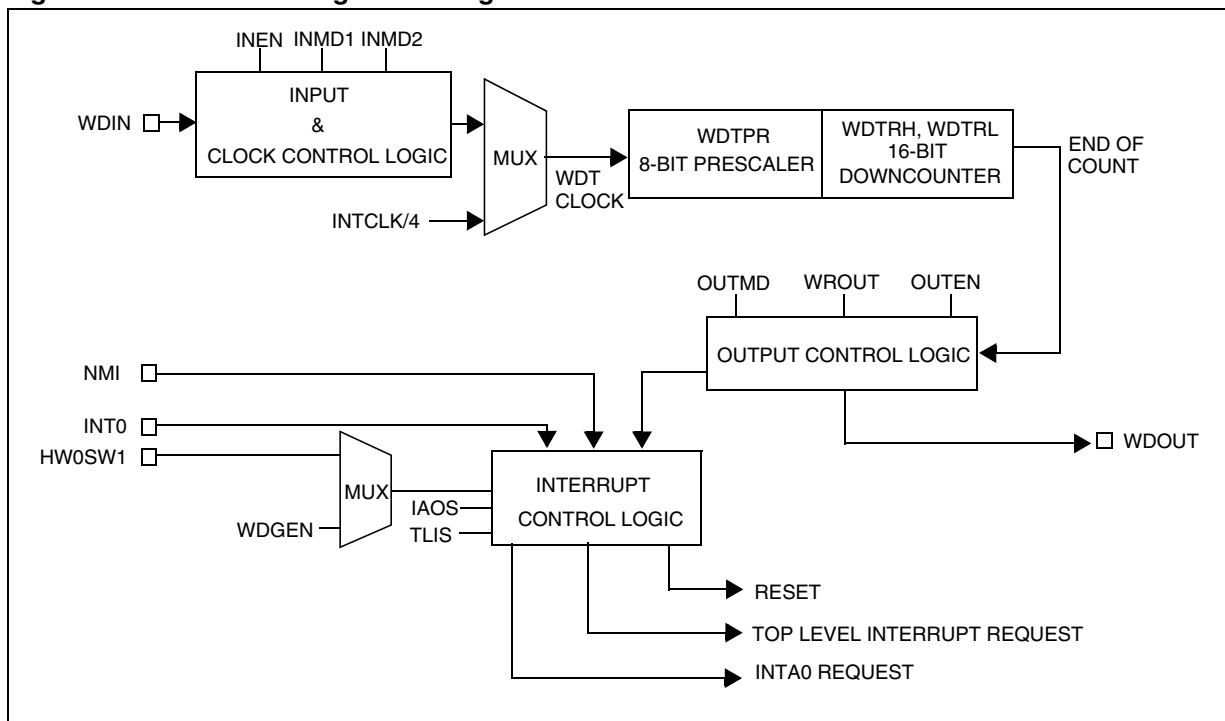 INEN INMD1 INMD2
INPUT
&
CLOCK CONTROL LOGIC
WDIN
MUX
WDT
CLOCK
INTCLK/4
WDTPR
8-BIT PRESCALER
WDTRH, WDTRL
16-BIT
DOWNCOUNTER
END OF
COUNT
OUTMD WROUT OUTEN
OUTPUT CONTROL LOGIC
NMI
INT0
HW0SW1
MUX
WDGEN
IAOS
TLIS
INTERRUPT
CONTROL LOGIC
WDOUT
RESET
TOP LEVEL INTERRUPT REQUEST
INTA0 REQUEST